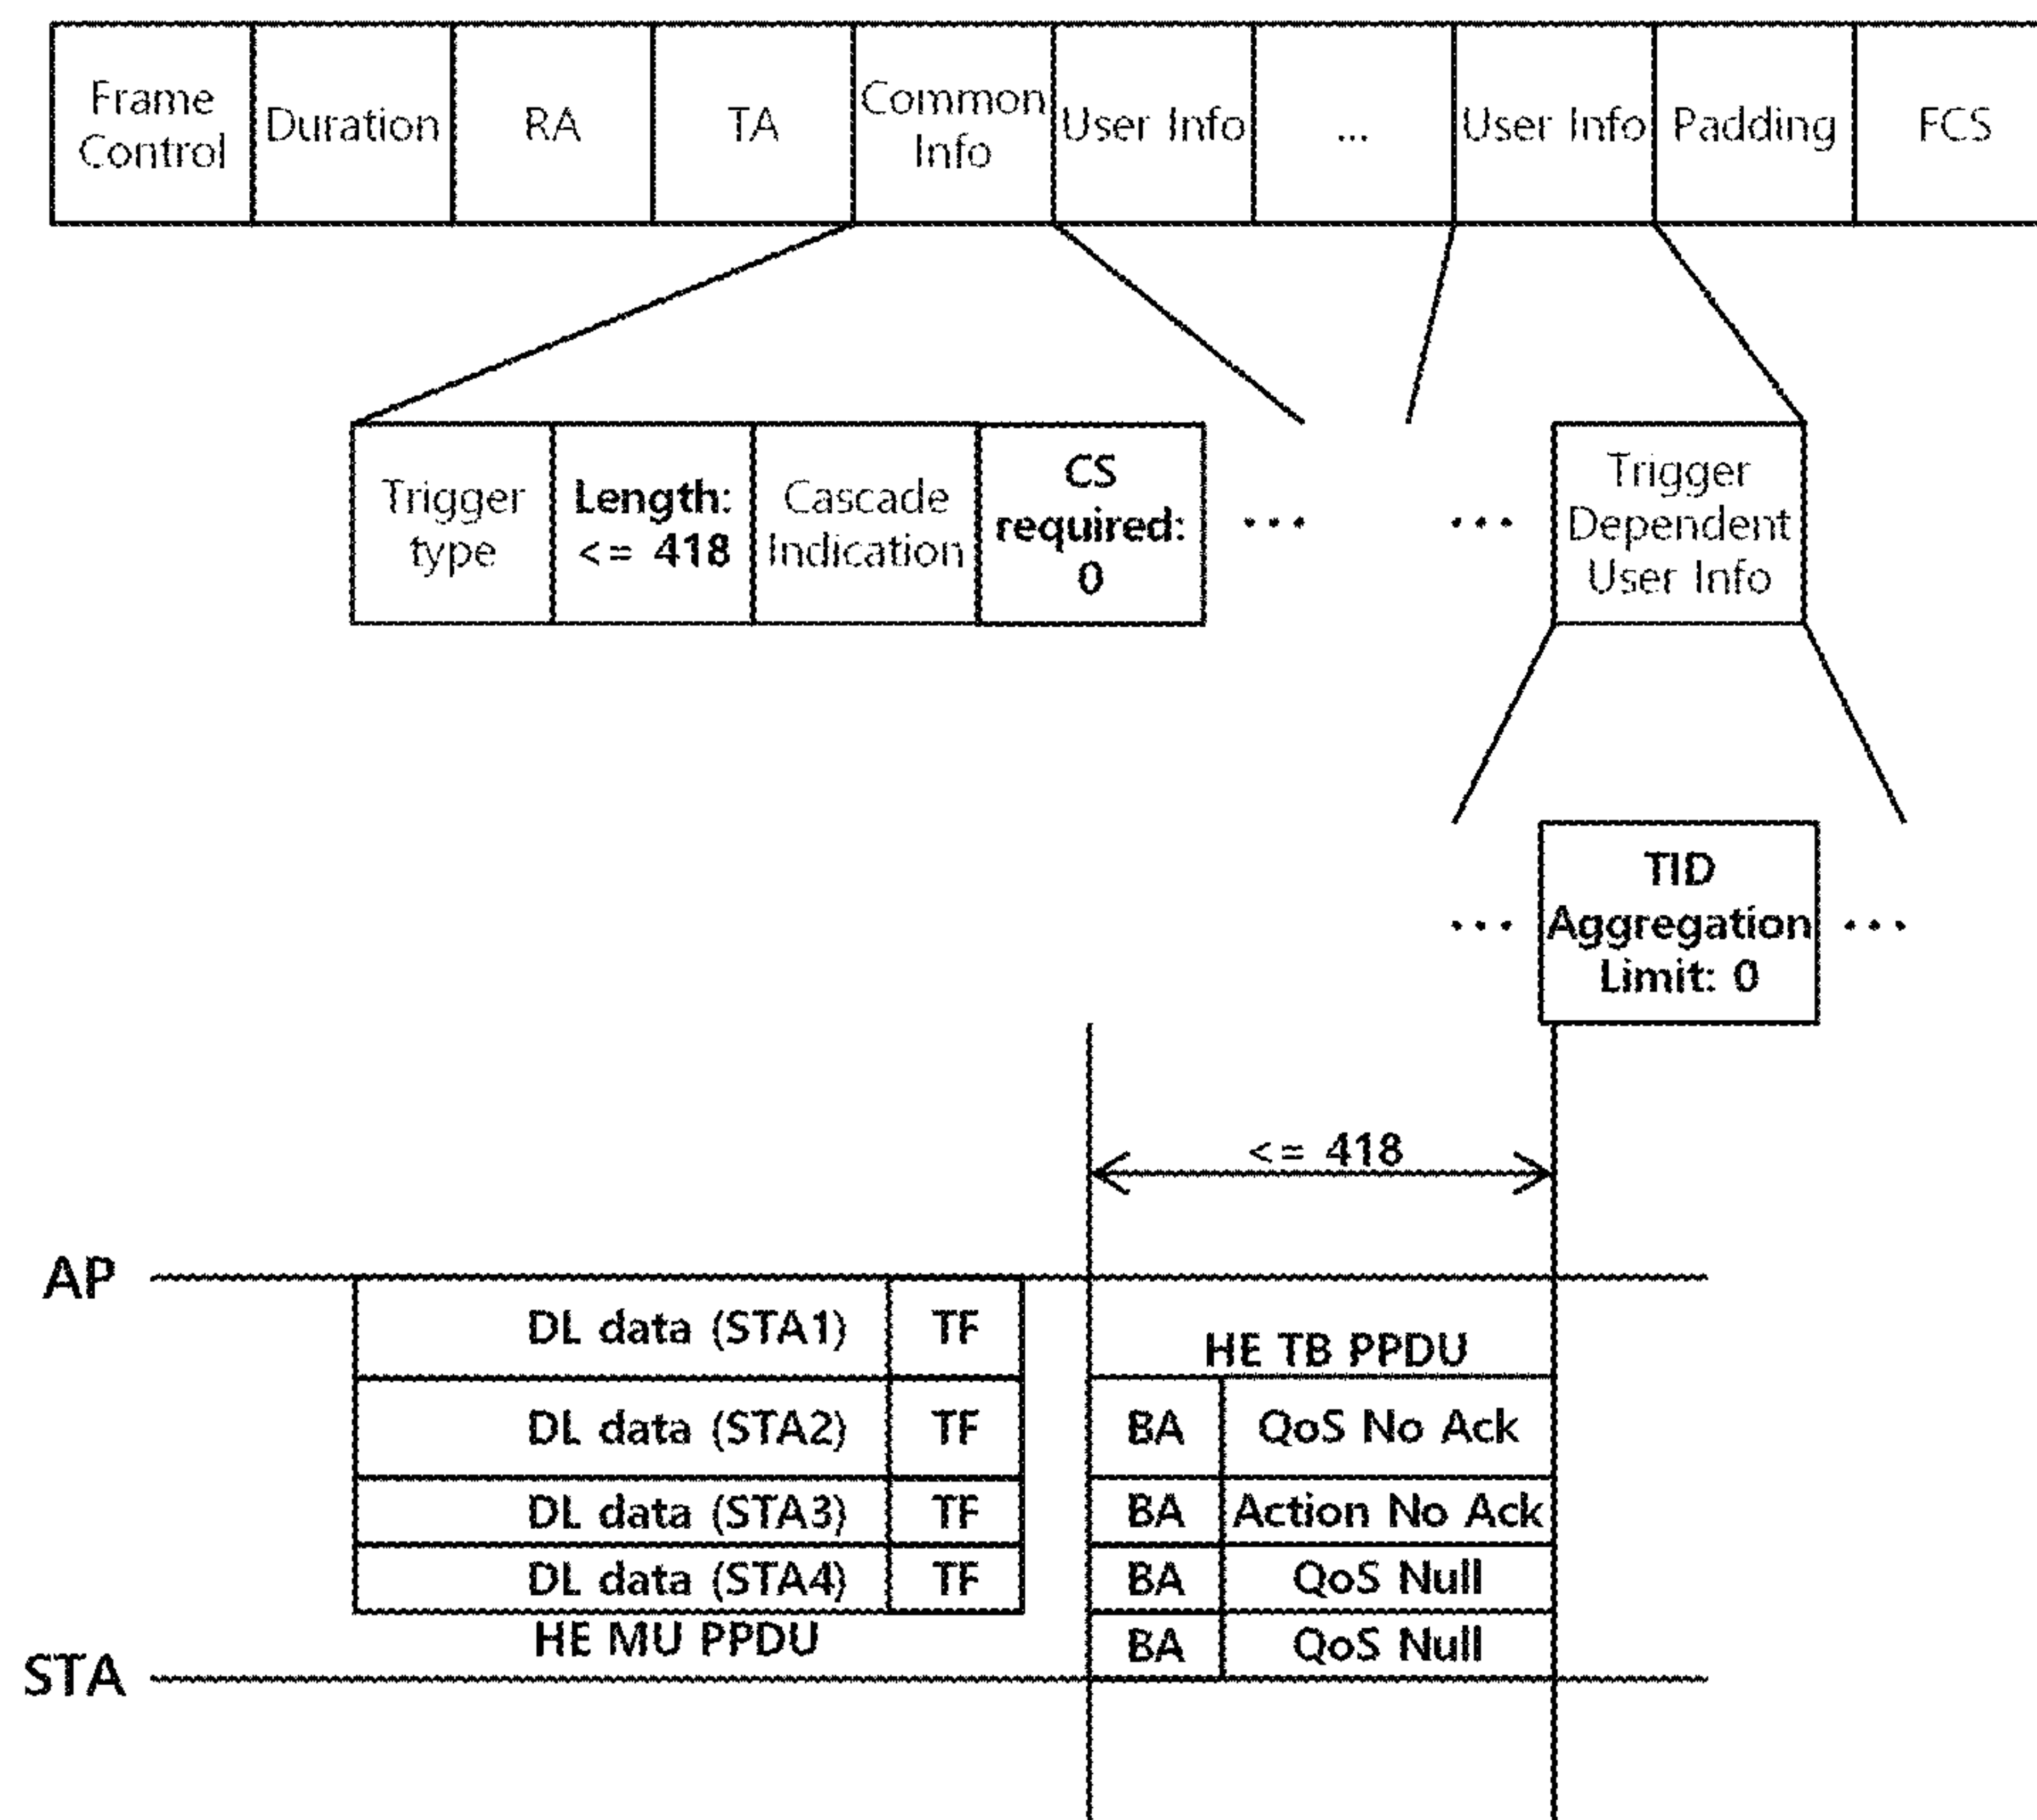 Frame
Control
Duration
RA
TA
Common
Info
User Info
...
User Info
Padding
FCS
Trigger
type
Length:
<= 418
Cascade
Indication
CS
required:
0
...
...
Trigger
Dependent
User Info
...
TID
Aggregation
Limit: 0
...
<= 418
AP
DL data (STA1) TF
HE TB PPDU
DL data (STA2) TF BA QoS No Ack
DL data (STA3) TF BA Action No Ack
DL data (STA4) TF BA QoS Null
HE MU PPDU BA QoS Null
STA